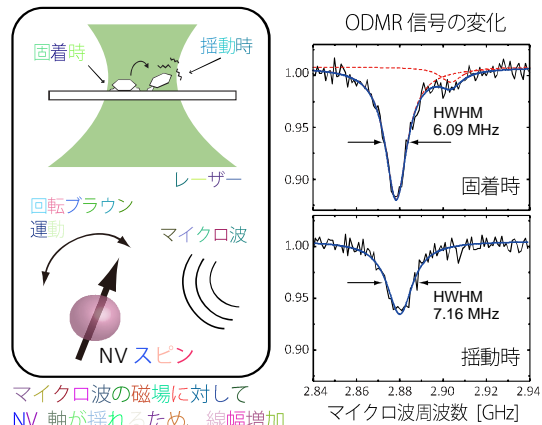 固着時
揺動時
レーザー
回転ブラウン
運動
マイクロ波
NV スピン
マイクロ波の磁場に対して
NV 軸が揺れるため、線幅増加
ODMR 信号の変化
1.00
0.95
0.90
HWHM
6.09 MHz
固着時
1.00
0.95
0.90
HWHM
7.16 MHz
揺動時
2.84 2.86 2.88 2.90 2.92 2.94
マイクロ波周波数 [GHz]